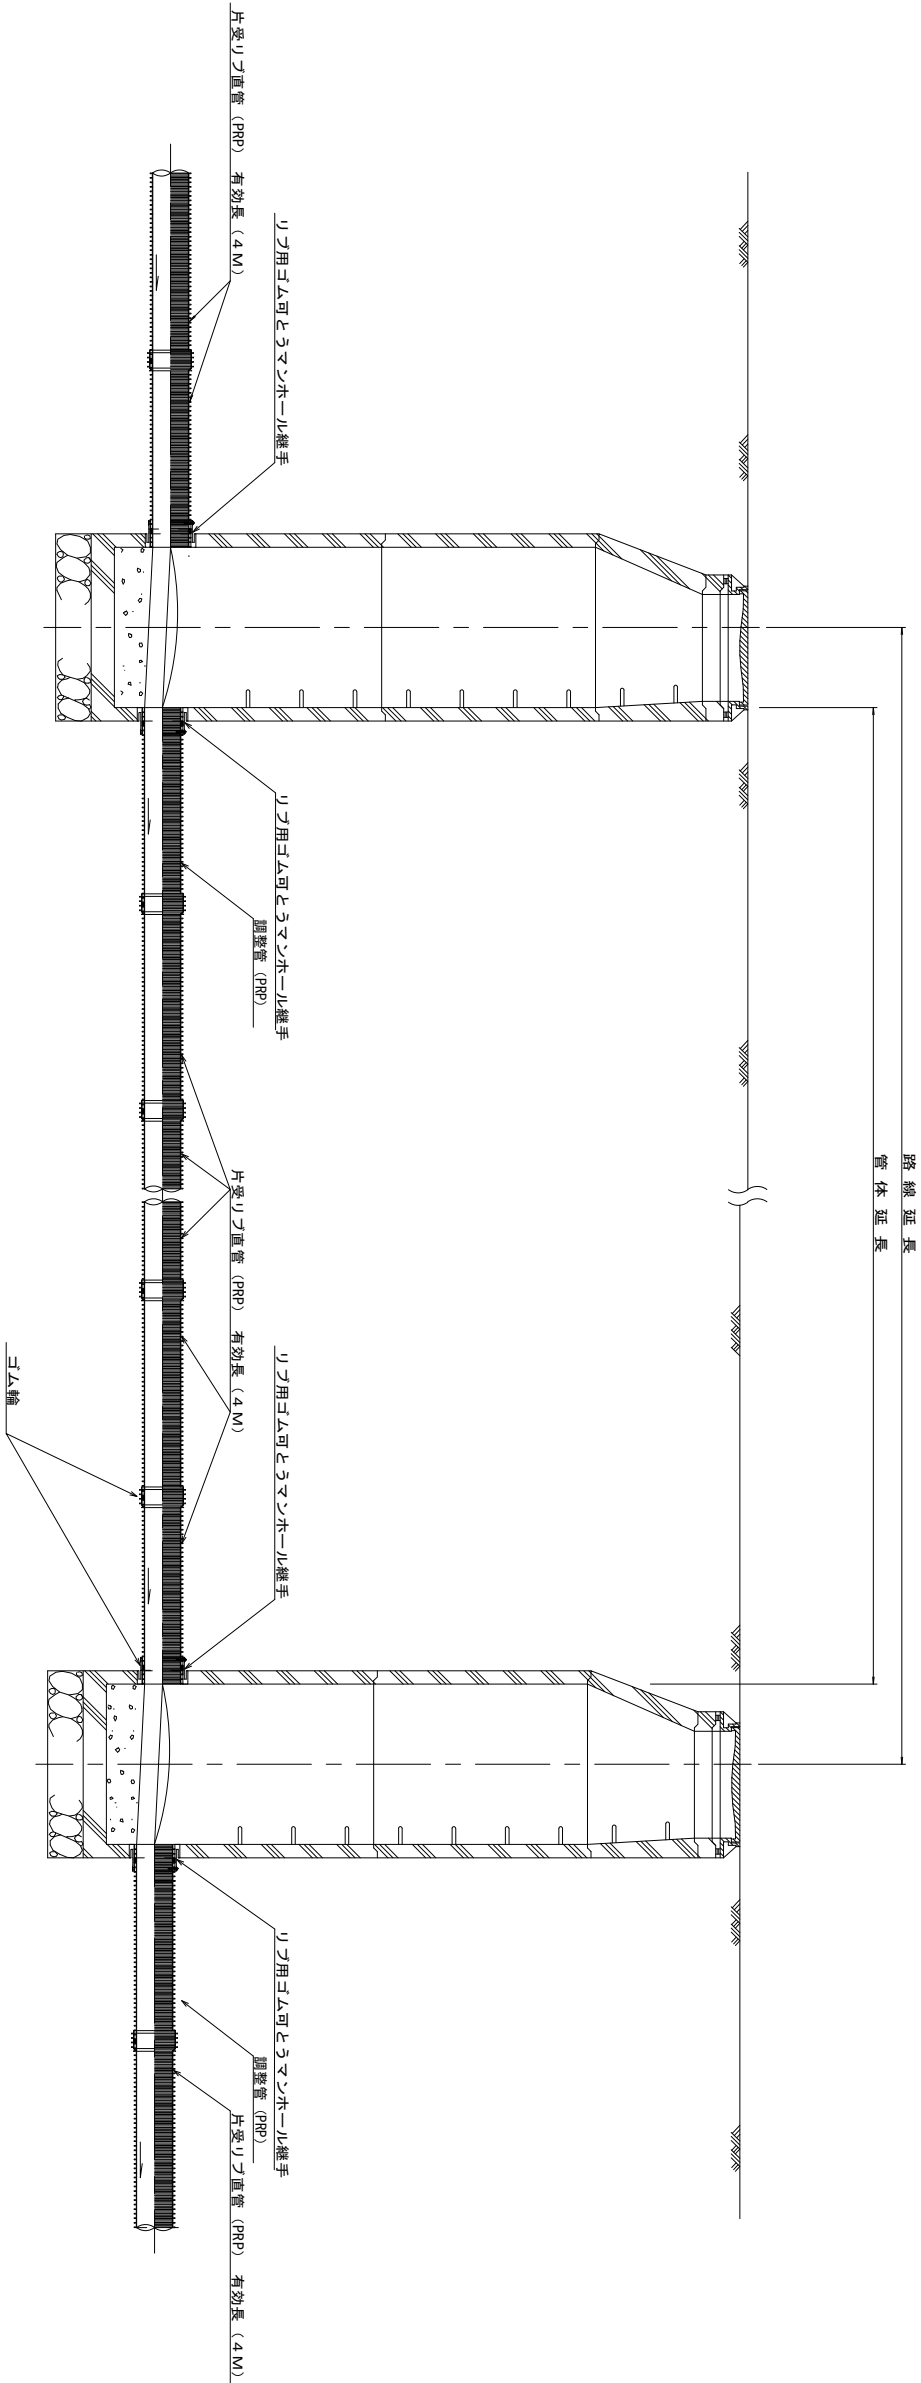 路線延長
管体延長
リブ用ゴム可とうマンホール継手
リブ用ゴム可とうマンホール継手
リブ用ゴム可とうマンホール継手
リブ用ゴム可とうマンホール継手
調整管 (PRP)
調整管 (PRP)
片受リブ直管 (PRP) 有効長 (4M)
片受リブ直管 (PRP) 有効長 (4M)
片受リブ直管 (PRP) 有効長 (4M)
ゴム輪